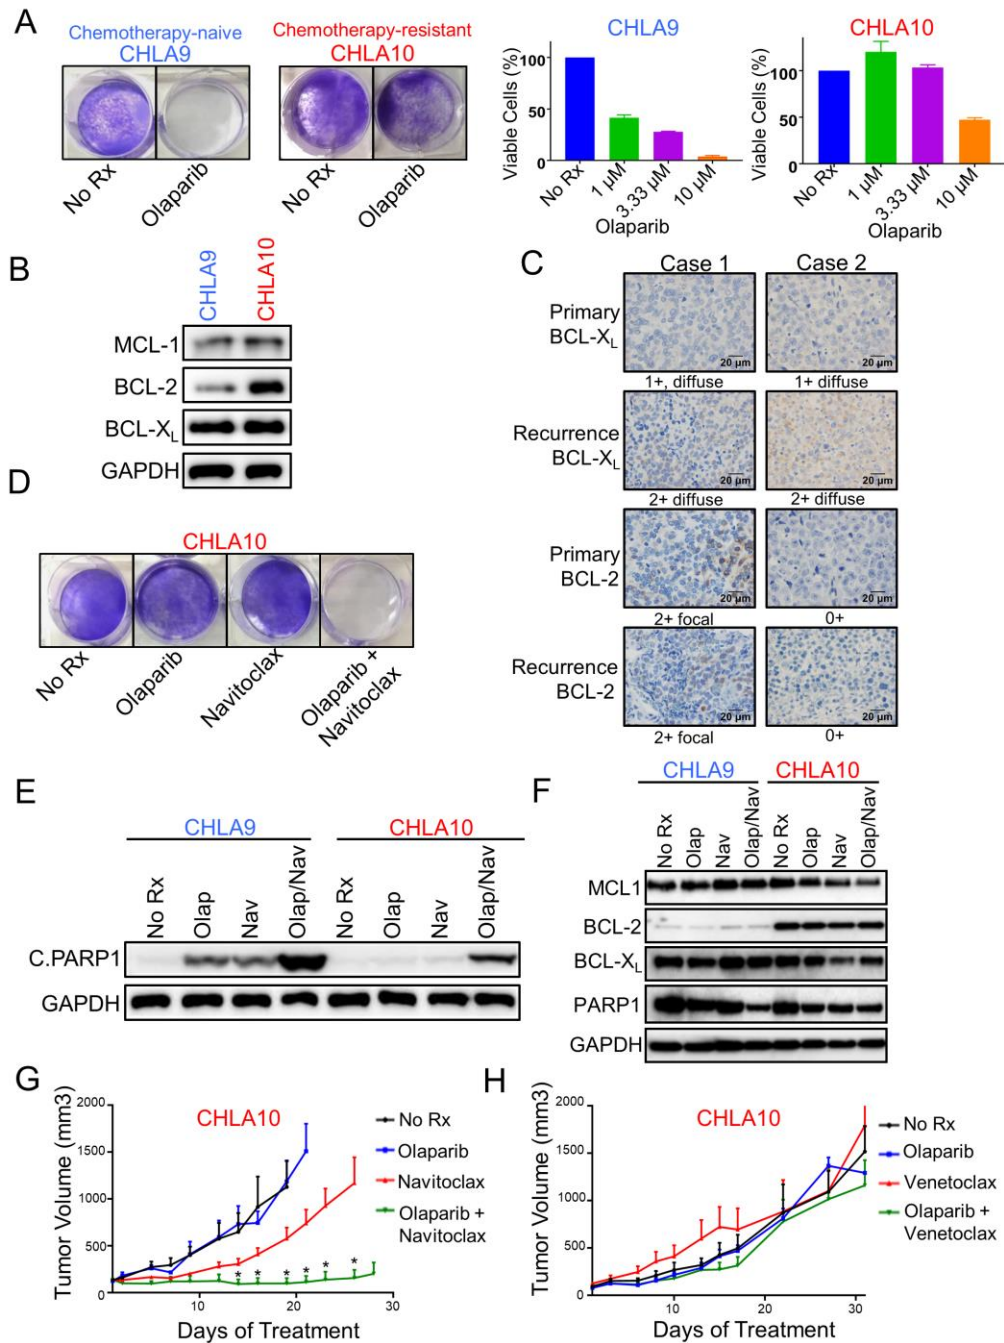 A
Chemotherapy-naive
CHLA9
Chemotherapy-resistant
CHLA10
No Rx
Olaparib
No Rx
Olaparib
CHLA9
Viable Cells (%)
100
50
0
No Rx
1 µM
3.33 µM
10 µM
Olaparib
CHLA10
Viable Cells (%)
100
50
0
No Rx
1 µM
3.33 µM
10 µM
Olaparib
B
CHLA9
CHLA10
MCL-1
BCL-2
BCL-XL
GAPDH
C
Case 1
Case 2
Primary
BCL-XL
20 µm
20 µm
1+, diffuse
1+ diffuse
Recurrence
BCL-XL
20 µm
20 µm
2+ diffuse
2+ diffuse
Primary
BCL-2
20 µm
20 µm
2+ focal
0+
Recurrence
BCL-2
20 µm
20 µm
2+ focal
0+
D
CHLA10
No Rx
Olaparib
Navitoclax
Olaparib +
Navitoclax
E
CHLA9
CHLA10
No Rx
Olap
Nav
Olap/Nav
No Rx
Olap
Nav
Olap/Nav
C.PARP1
GAPDH
F
CHLA9
CHLA10
No Rx
Olap
Nav
Olap/Nav
No Rx
Olap
Nav
Olap/Nav
MCL1
BCL-2
BCL-XL
PARP1
GAPDH
G
CHLA10
Tumor Volume (mm3)
2000
1500
1000
500
0
10
20
30
Days of Treatment
No Rx
Olaparib
Navitoclax
Olaparib +
Navitoclax
* * * * * *
H
CHLA10
Tumor Volume (mm3)
2000
1500
1000
500
0
10
20
30
Days of Treatment
No Rx
Olaparib
Venetoclax
Olaparib +
Venetoclax